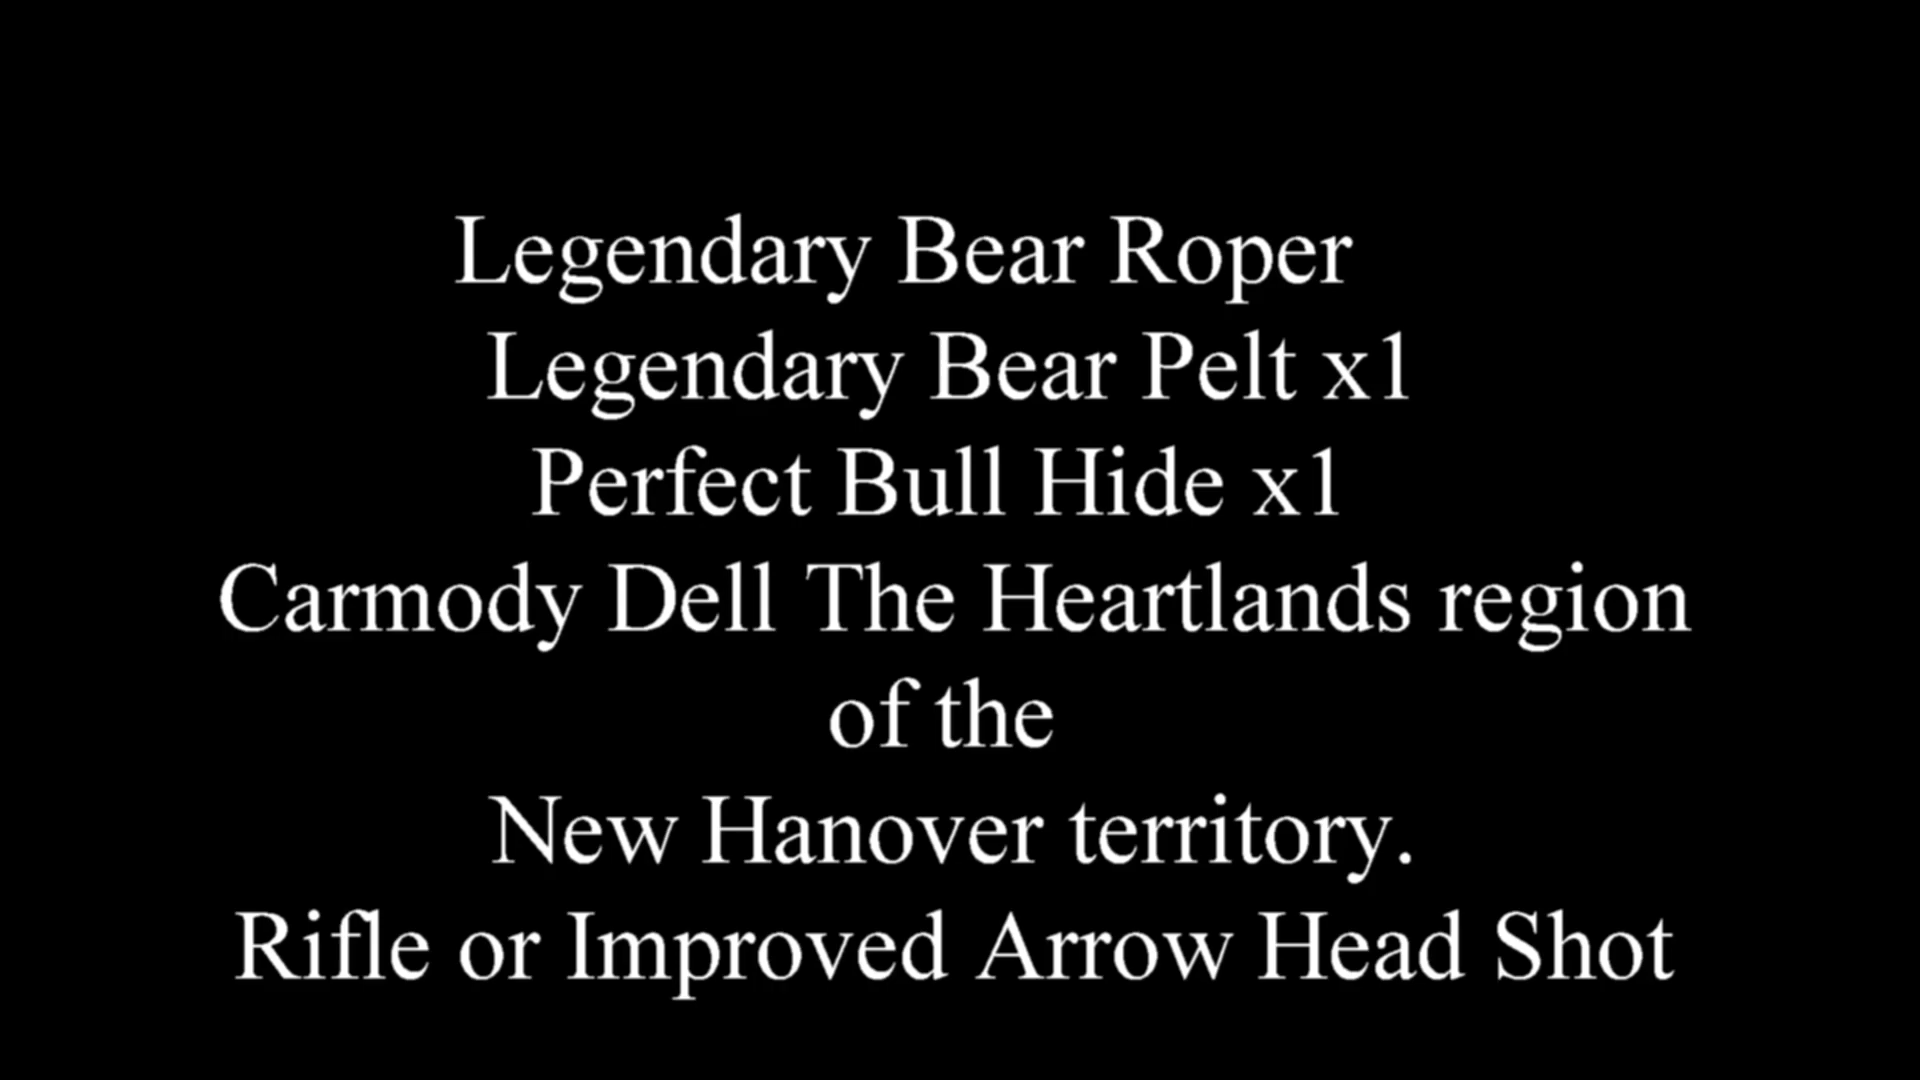 Legendary Bear Roper
Legendary Bear Pelt x1
Perfect Bull Hide x1
Carmody Dell The Heartlands region
of the
New Hanover territory.
Rifle or Improved Arrow Head Shot